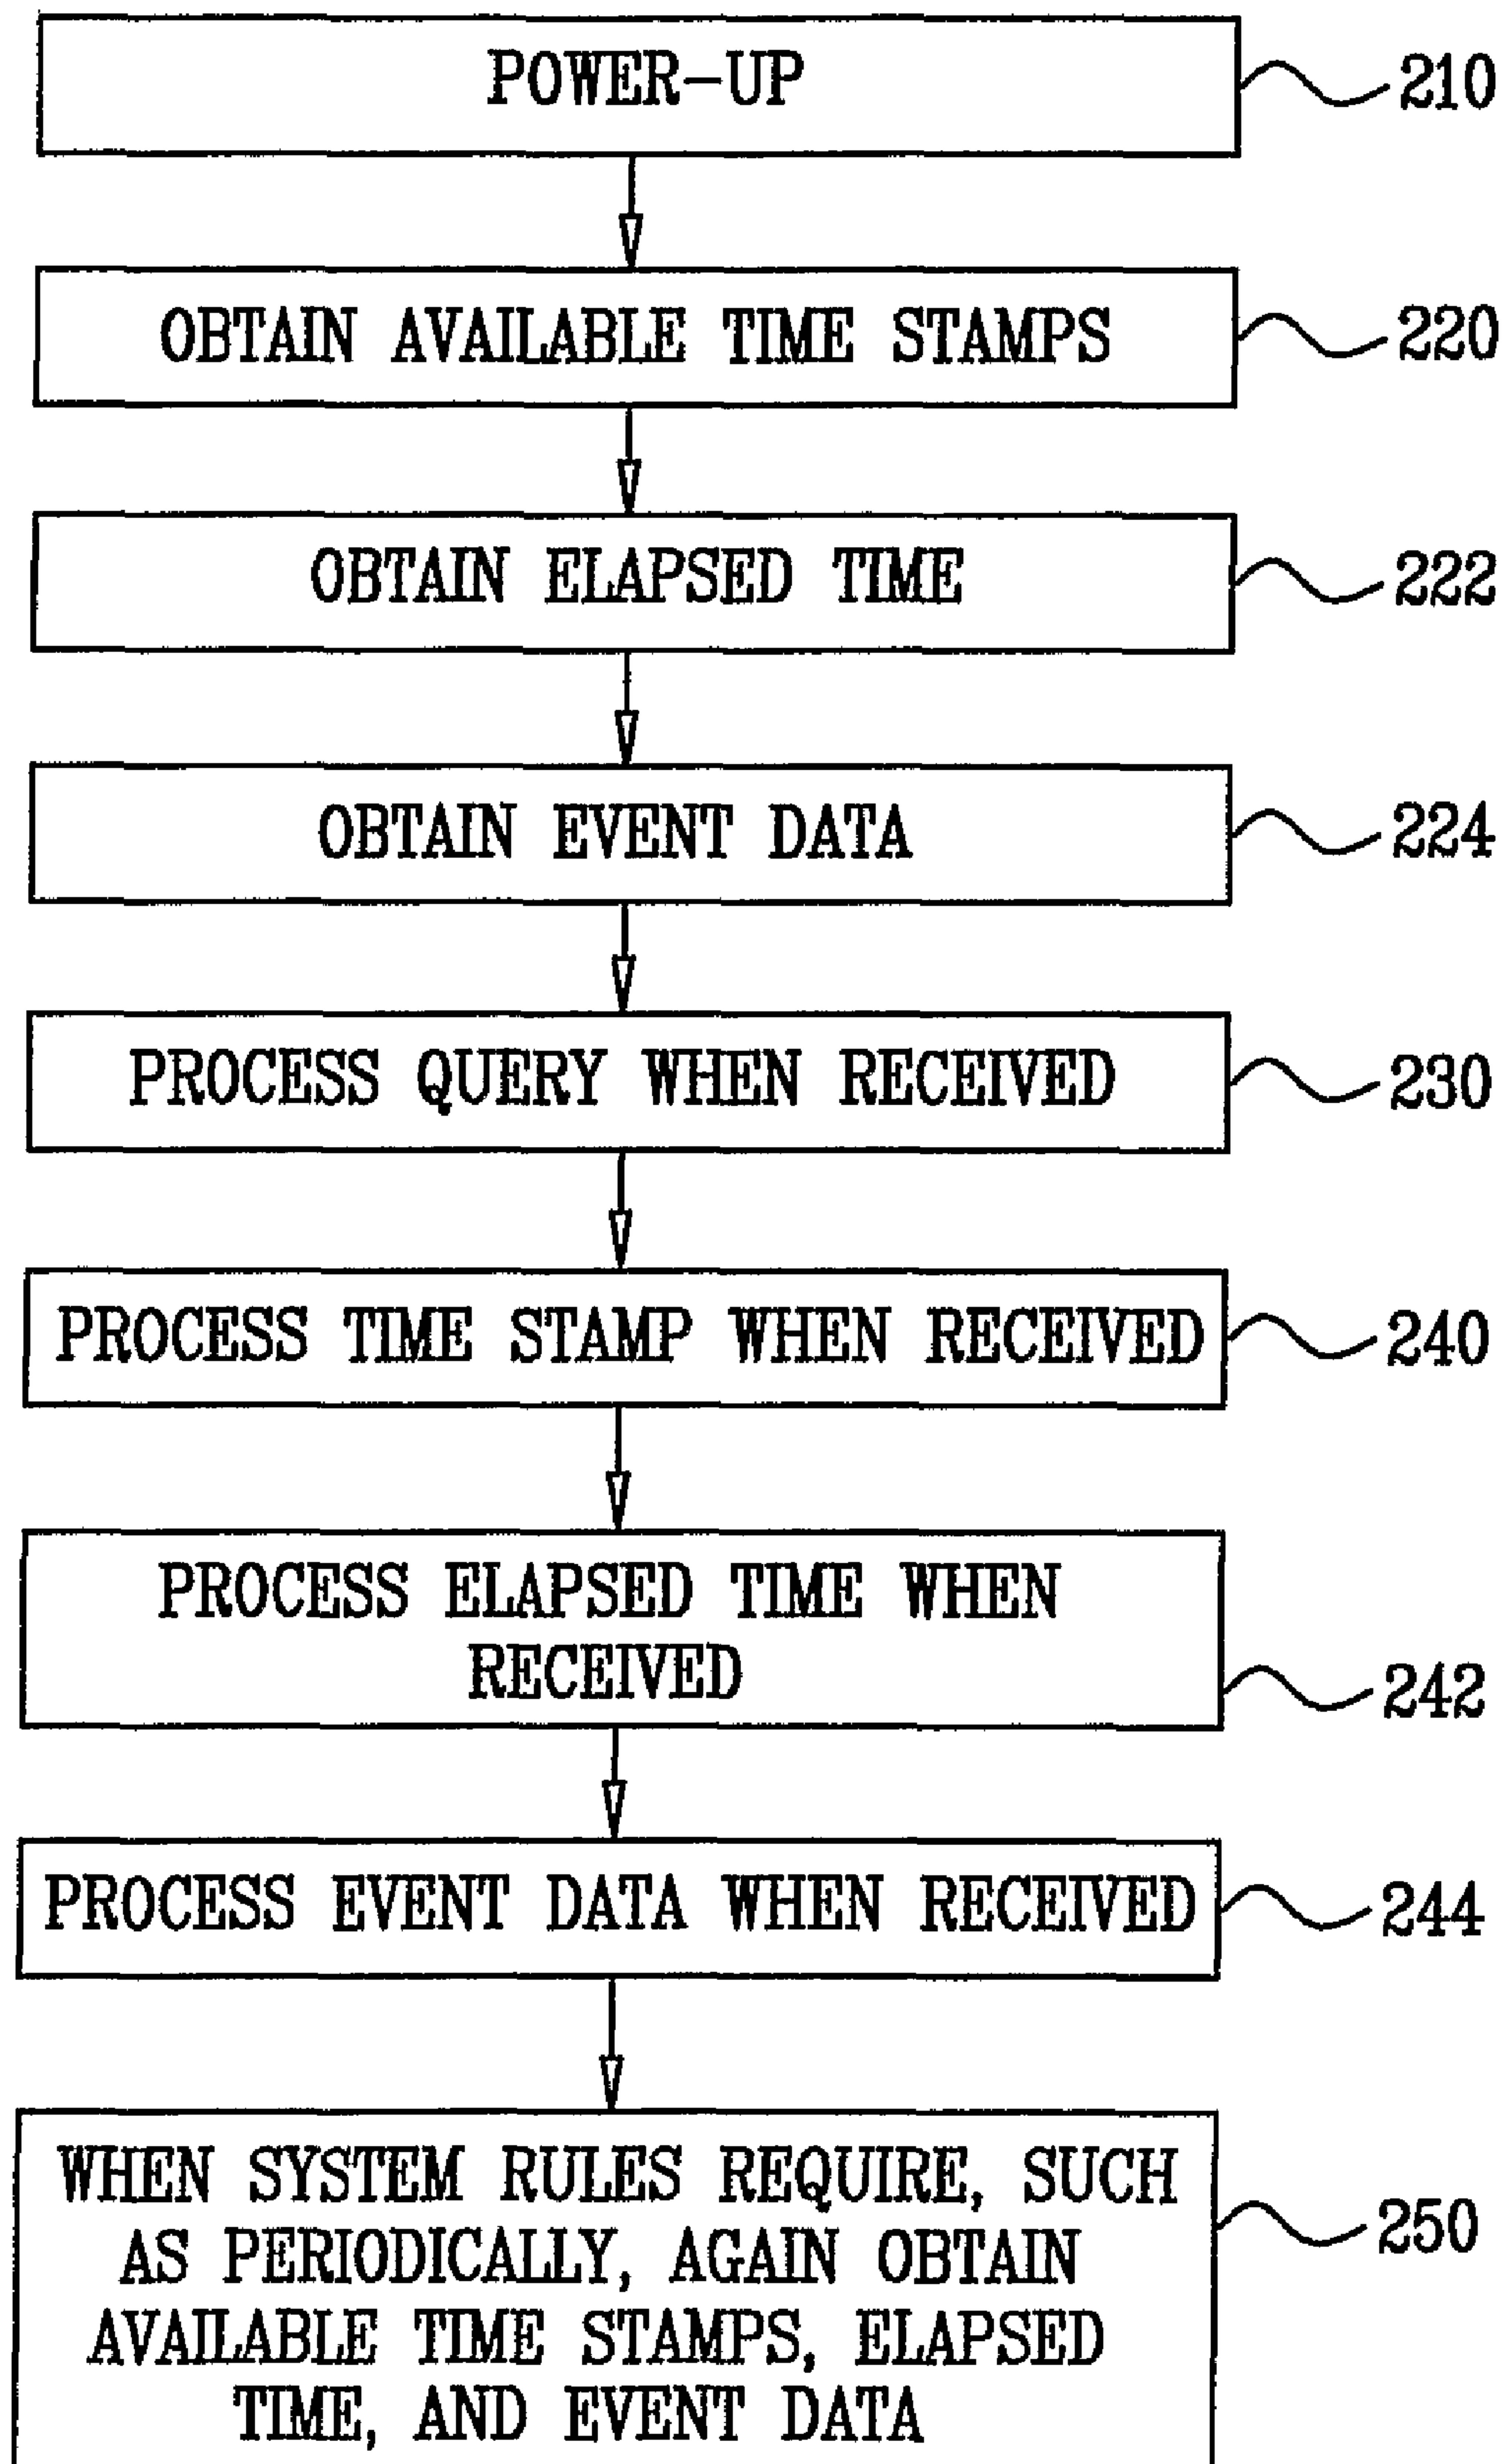 POWER-UP
210
OBTAIN AVAILABLE TIME STAMPS
220
OBTAIN ELAPSED TIME
222
OBTAIN EVENT DATA
224
PROCESS QUERY WHEN RECEIVED
230
PROCESS TIME STAMP WHEN RECEIVED
240
PROCESS ELAPSED TIME WHEN
RECEIVED
242
PROCESS EVENT DATA WHEN RECEIVED
244
WHEN SYSTEM RULES REQUIRE, SUCH
AS PERIODICALLY, AGAIN OBTAIN
AVAILABLE TIME STAMPS, ELAPSED
TIME, AND EVENT DATA
250